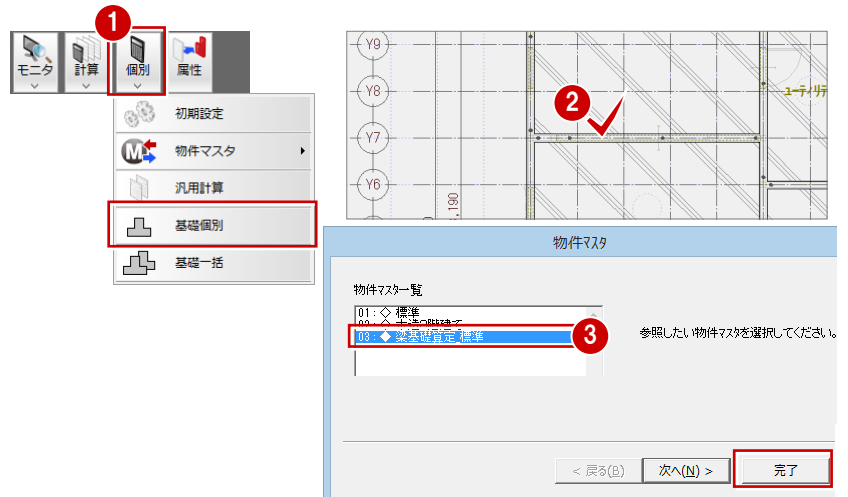 1
モニタ
計算
個別
属性
初期設定
物件マスタ
汎用計算
基礎個別
基礎一括
Y9
Y8
Y7
Y6
2
ユーティリテ
,190
物件ﾏｽﾀ
物件ﾏｽﾀ一覧
01:◇ 標準
03:◆ 梁基礎算定_標準
3
参照したい物件ﾏｽﾀを選択してください。
< 戻る(B)
次へ(N) >
完了